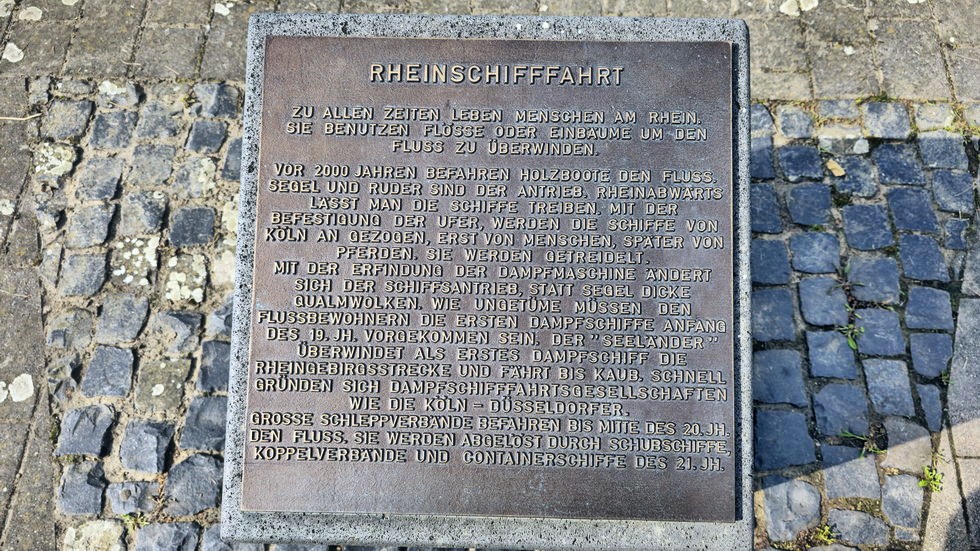 RHEINSCHIFFFAHRT
ZU ALLEN ZEITEN LEBEN MENSCHEN AM RHEIN.
SIE BENUTZEN FLÖSSE ODER EINBÄUME UM DEN
FLUSS ZU ÜBERWINDEN.
VOR 2000 JAHREN BEFAHREN HOLZBOOTE DEN FLUSS.
SEGEL UND RUDER SIND DER ANTRIEB. RHEINABWÄRTS
LÄSST MAN DIE SCHIFFE TREIBEN. MIT DER
BEFESTIGUNG DER UFER, WERDEN DIE SCHIFFE VON
KÖLN AN GEZOGEN, ERST VON MENSCHEN, SPÄTER VON
PFERDEN. SIE WERDEN GETREIDELT.
MIT DER ERFINDUNG DER DAMPFMASCHINE ÄNDERT
SICH DER SCHIFFSANTRIEB, STATT SEGEL DICKE
QUALMWOLKEN. WIE UNGETÜME MÜSSEN DEN
FLUSSBEWOHNERN DIE ERSTEN DAMPFSCHIFFE ANFANG
DES 19. JH. VORGEKOMMEN SEIN. DER "SEELÄNDER"
ÜBERWINDET ALS ERSTES DAMPFSCHIFF DIE
RHEINGEBIRGSSTRECKE UND FÄHRT BIS KAUB. SCHNELL
GRÜNDEN SICH DAMPFSCHIFFFAHRTSGESELLSCHAFTEN
WIE DIE KÖLN - DÜSSELDORFER.
GROSSE SCHLEPPVERBÄNDE BEFAHREN BIS MITTE DES 20. JH.
DEN FLUSS. SIE WERDEN ABGELÖST DURCH SCHUBSCHIFFE,
KOPPELVERBÄNDE UND CONTAINERSCHIFFE DES 21. JH.